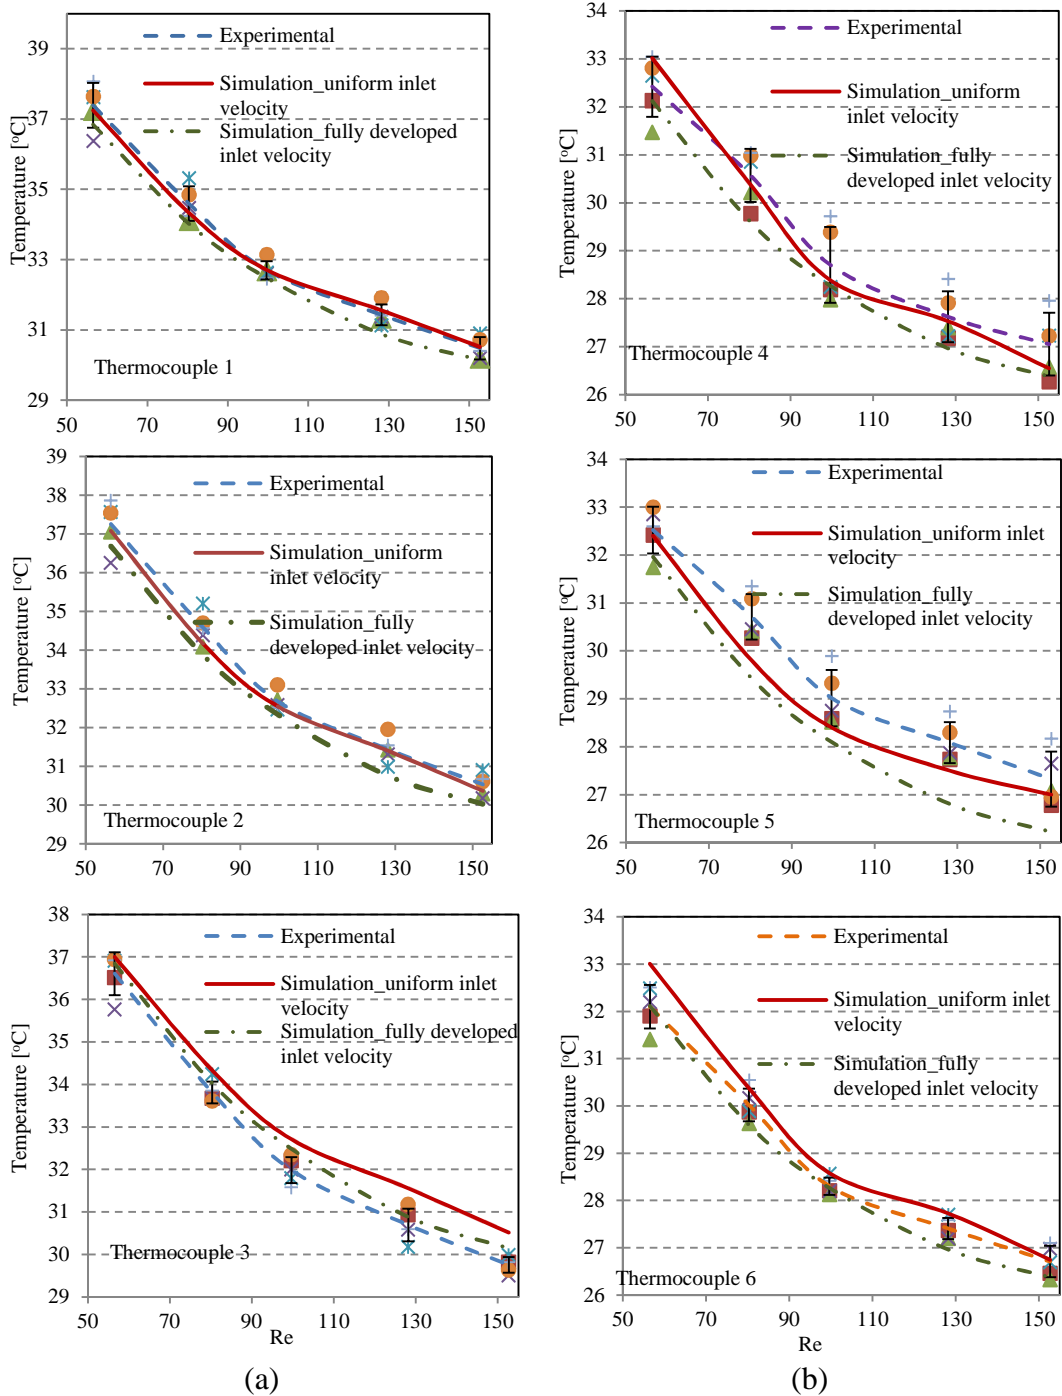 39
37
35
33
31
29
50
70
90
110
130
150
Temperature [°C]
Experimental
Simulation_uniform inlet
velocity
Simulation_fully developed
inlet velocity
Thermocouple 1
34
33
32
31
30
29
28
27
26
50
70
90
110
130
150
Temperature [°C]
Experimental
Simulation_uniform
inlet velocity
Simulation_fully
developed inlet velocity
Thermocouple 4
39
38
37
36
35
34
33
32
31
30
29
50
70
90
110
130
150
Temperature [°C]
Experimental
Simulation_uniform
inlet velocity
Simulation_fully
developed inlet velocity
Thermocouple 2
34
33
32
31
30
29
28
27
26
50
70
90
110
130
150
Temperature [°C]
Experimental
Simulation_uniform inlet
velocity
Simulation_fully
developed inlet velocity
Thermocouple 5
38
37
36
35
34
33
32
31
30
29
50
70
90
110
130
150
Re
Temperature [°C]
Experimental
Simulation_uniform inlet
velocity
Simulation_fully developed
inlet velocity
Thermocouple 3
34
33
32
31
30
29
28
27
26
50
70
90
110
130
150
Re
Temperature [°C]
Experimental
Simulation_uniform inlet
velocity
Simulation_fully
developed inlet velocity
Thermocouple 6
(a)
(b)